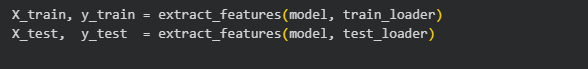 X_train, y_train = extract_features(model, train_loader)
X_test,  y_test  = extract_features(model, test_loader)